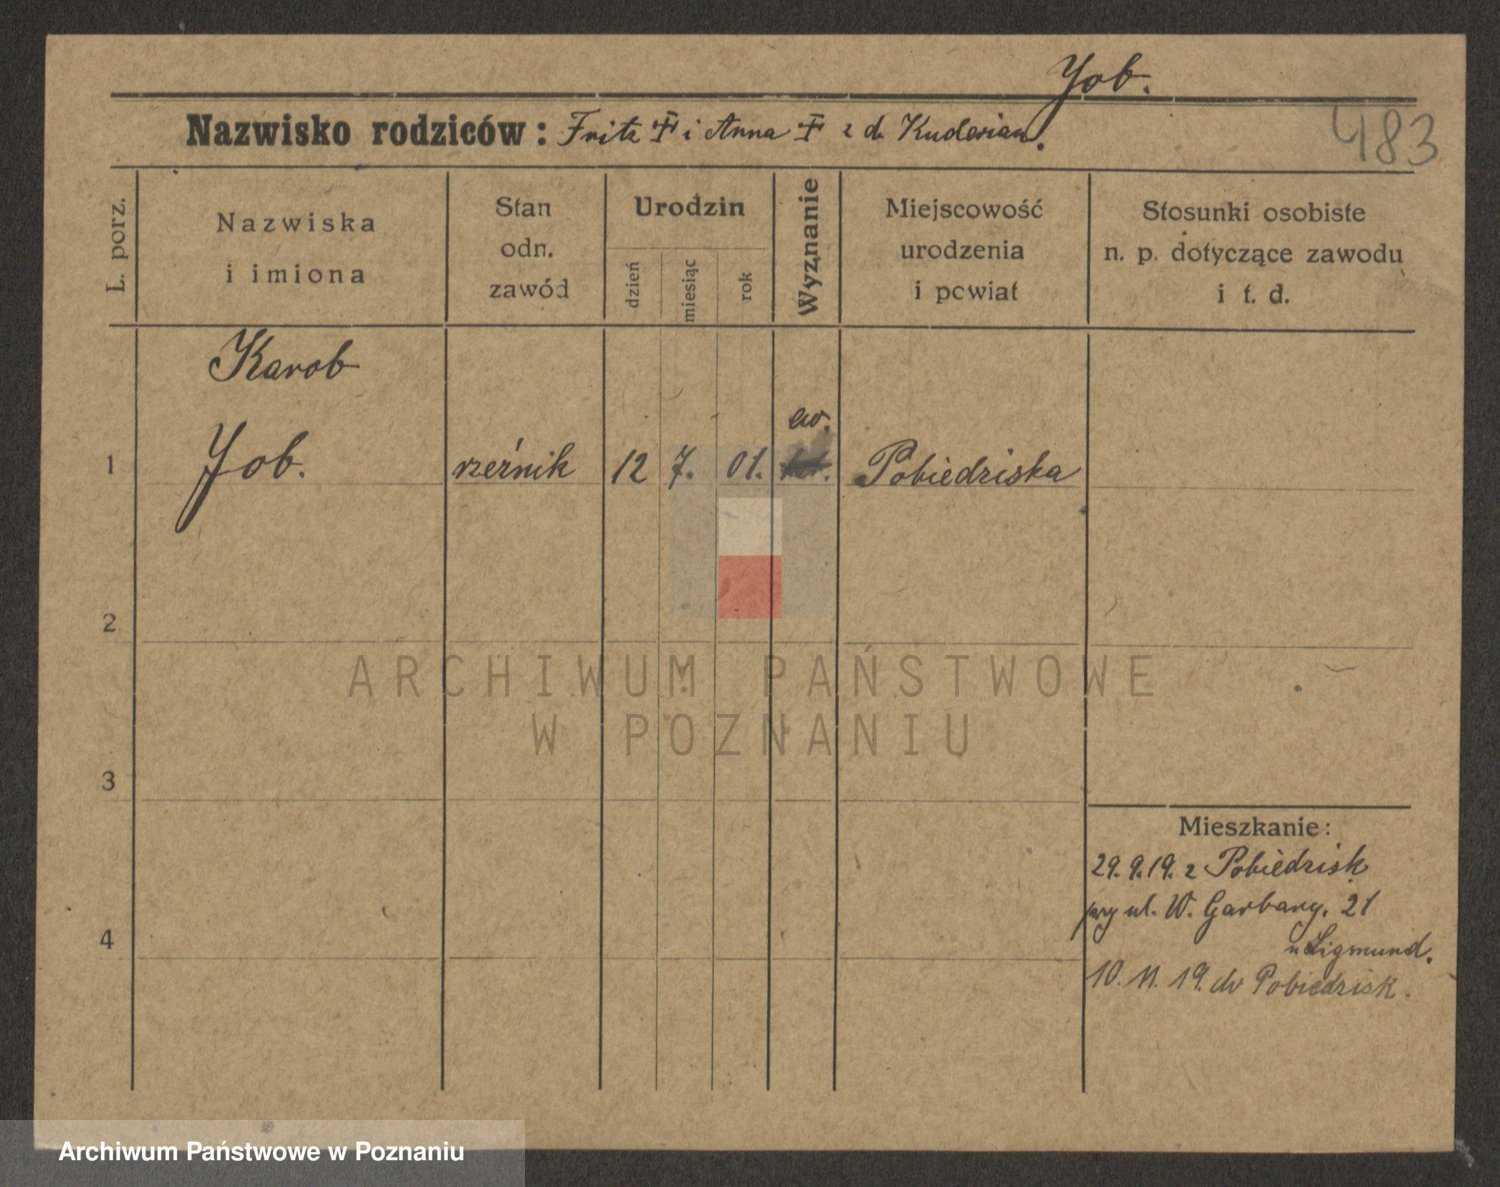 Yob.
Nazwisko rodziców: Fritz † i Anna † z d. Kuderian.
483
L. porz.
Nazwiska
i imiona
Stan
odn.
zawód
Urodzin
dzień
miesiąc
rok
Wyznanie
Miejscowość
urodzenia
i powiat
Stosunki osobiste
n. p. dotyczące zawodu
i t. d.
Karob
ew.
1 Yob. rzeźnik 12 7. 01. Pobiedziska
2
3
4
Mieszkanie:
29.9.19. z Pobiedzisk
przy ul. W. Garbary. 21
u Zigmund.
10. 11. 19. do Pobiedzisk.
ARCHIWUM PAŃSTWOWE
W POZNANIU
Archiwum Państwowe w Poznaniu